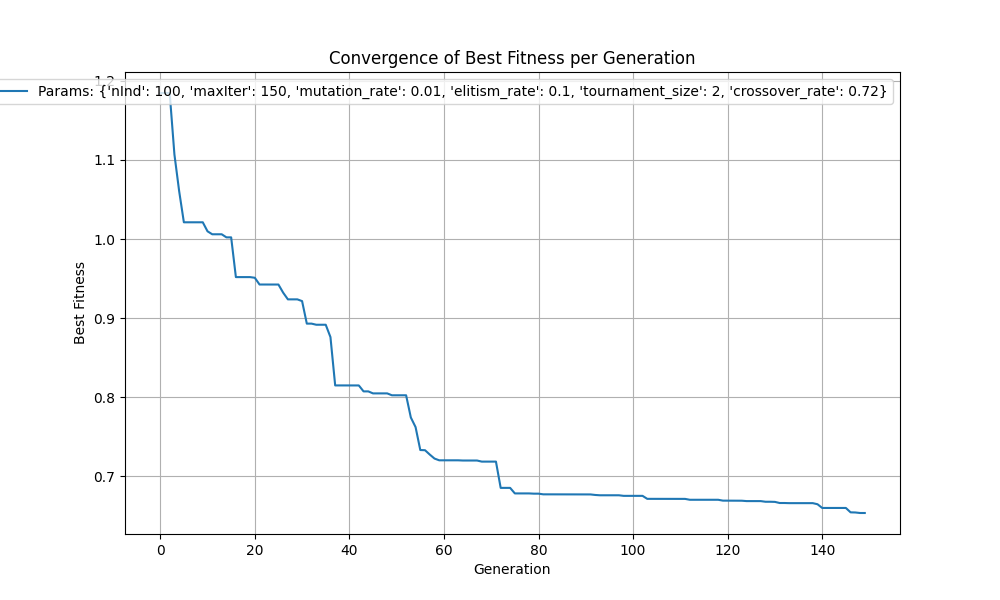 Convergence of Best Fitness per Generation
Params: {'nInd': 100, 'maxIter': 150, 'mutation_rate': 0.01, 'elitism_rate': 0.1, 'tournament_size': 2, 'crossover_rate': 0.72}
1.2
1.1
1.0
0.9
0.8
0.7
Best Fitness
0 20 40 60 80 100 120 140
Generation